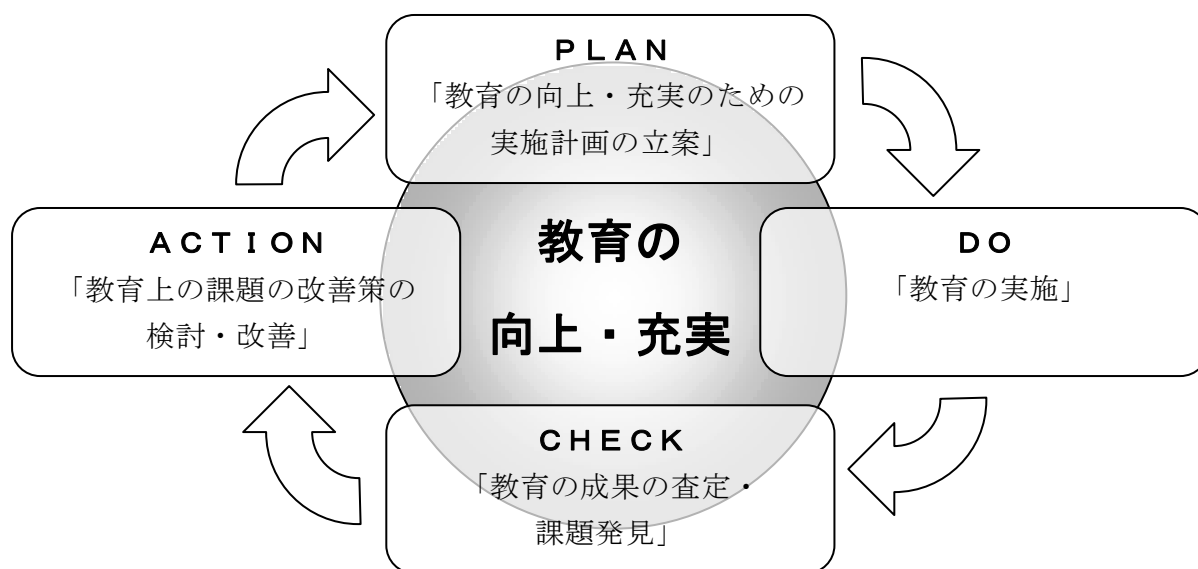 ＰＬＡＮ
「教育の向上・充実のための
実施計画の立案」
ＡＣＴＩＯＮ
「教育上の課題の改善策の
検討・改善」
教育の
向上・充実
ＤＯ
「教育の実施」
ＣＨＥＣＫ
「教育の成果の査定・
課題発見」